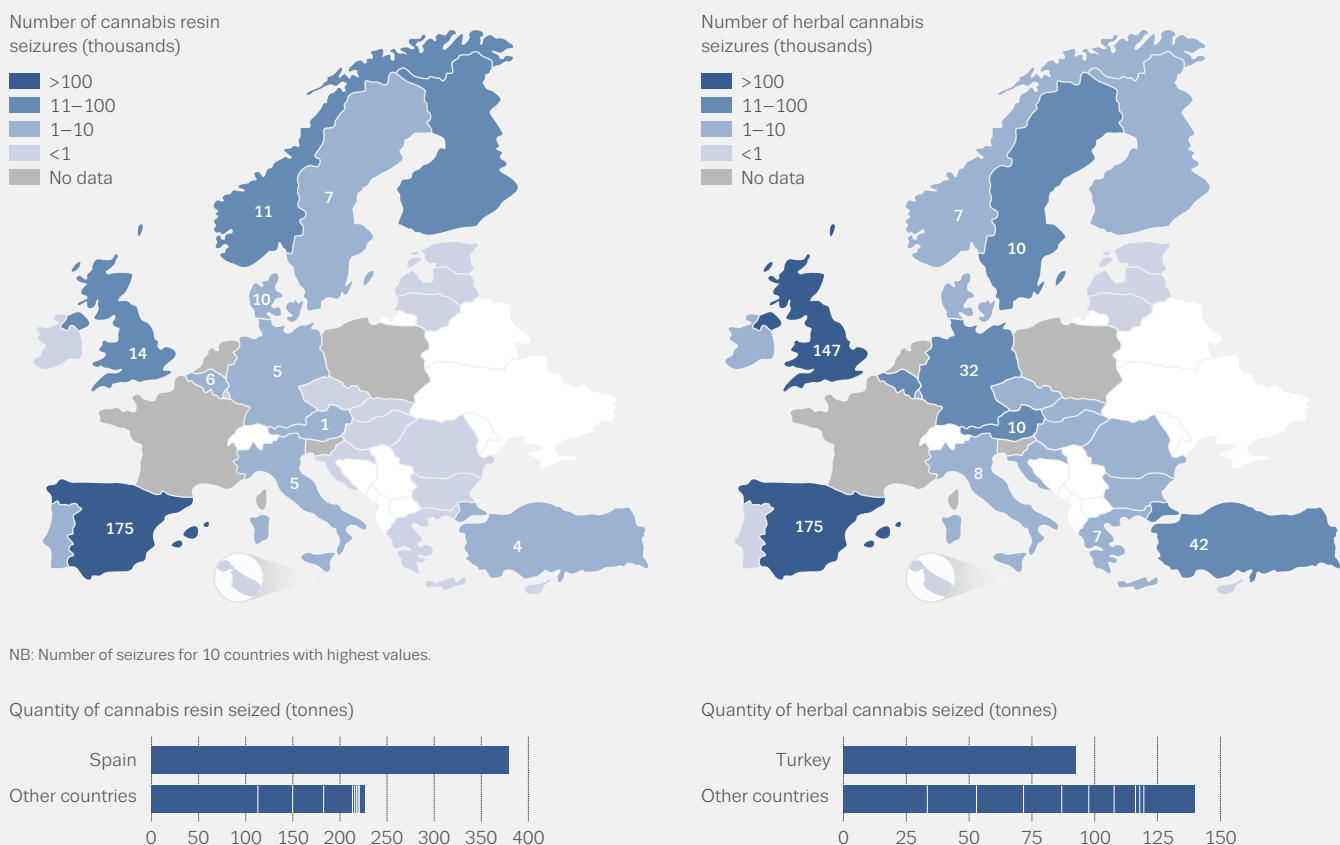 Number of cannabis resin
seizures (thousands)
>100
11–100
1–10
<1
No data
11
7
10
14
6
5
1
5
175
4
Number of herbal cannabis
seizures (thousands)
>100
11–100
1–10
<1
No data
7
10
147
32
10
8
175
7
42
NB: Number of seizures for 10 countries with highest values.
Quantity of cannabis resin seized (tonnes)
Spain
Other countries
0 50 100 150 200 250 300 350 400
Quantity of herbal cannabis seized (tonnes)
Turkey
Other countries
0 25 50 75 100 125 150